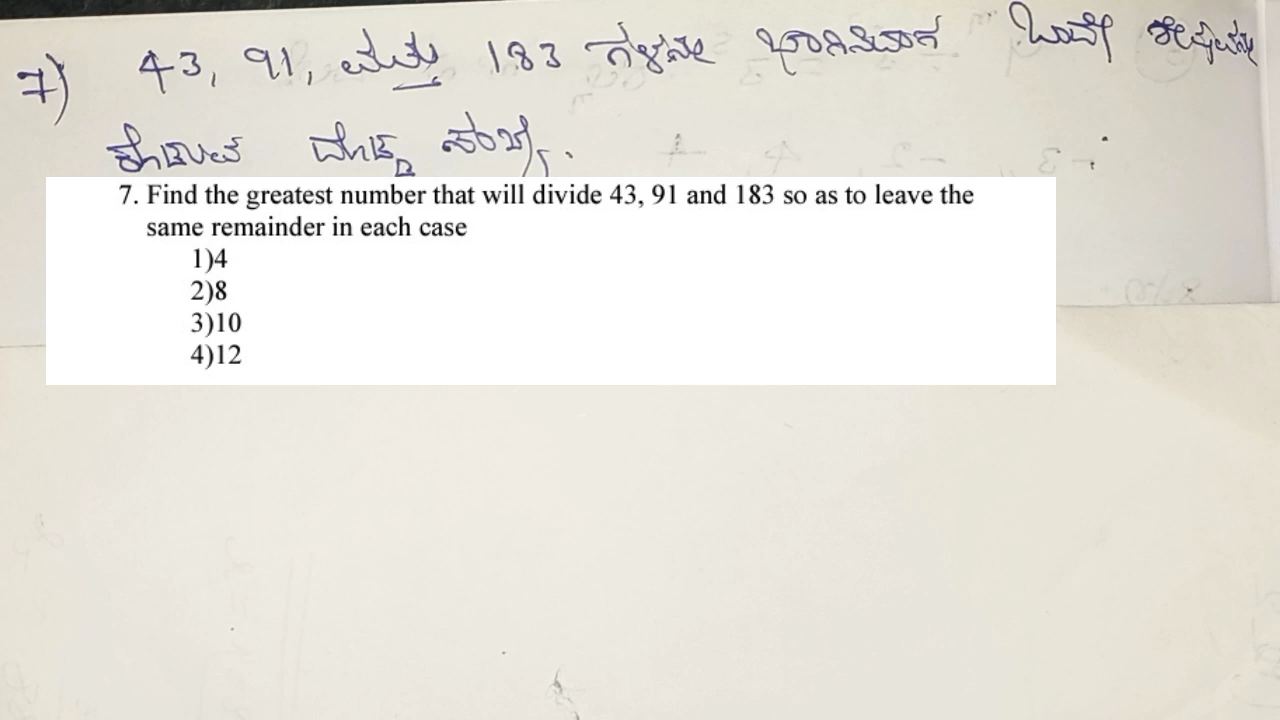 7) 43, 91, ಮತ್ತು 183 ಗಳನ್ನು ಭಾಗಿಸಿದಾಗ ಒಂದೇ ಶೇಷವನ್ನು
ಕೊಡುವ ದೊಡ್ಡ ಸಂಖ್ಯೆ.
7. Find the greatest number that will divide 43, 91 and 183 so as to leave the
same remainder in each case
1)4
2)8
3)10
4)12